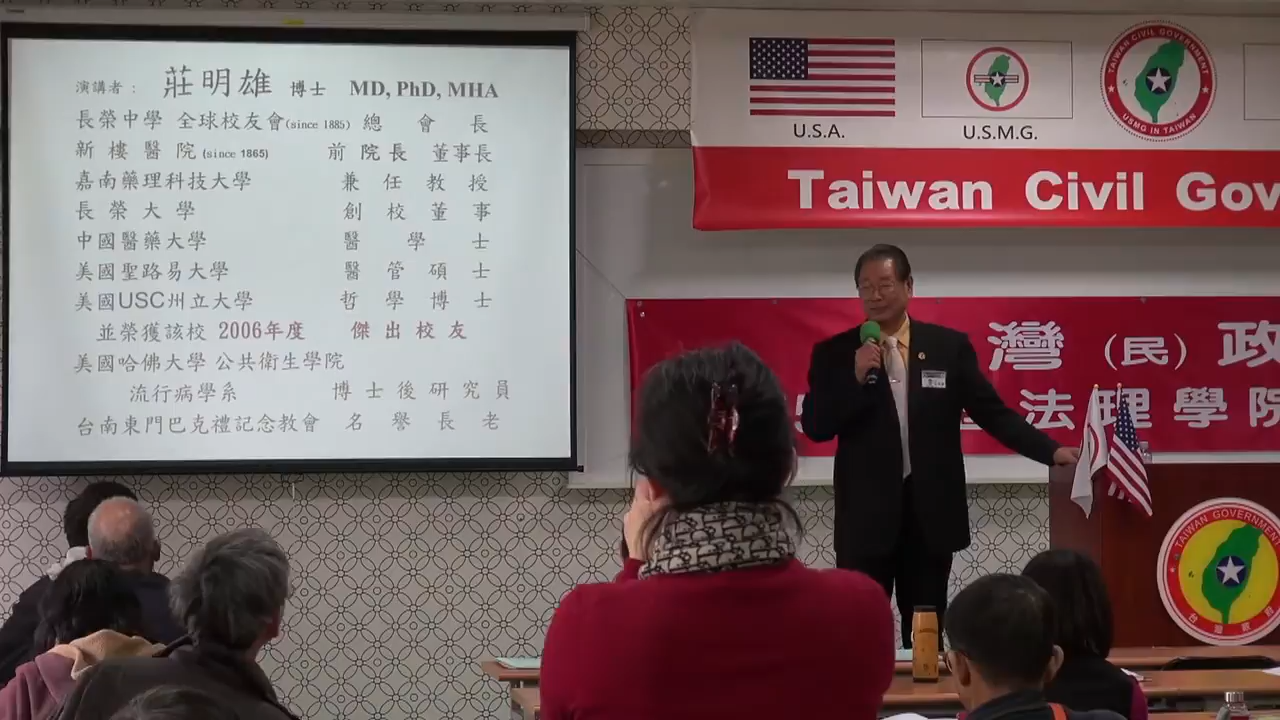 演講者： 莊明雄 博士 MD, PhD, MHA
長榮中學 全球校友會(since 1885) 總會長
新樓醫院(since 1865) 前院長 董事長
嘉南藥理科技大學 兼任教授
長榮大學 創校董事
中國醫藥大學 醫學士
美國聖路易大學 醫管碩士
美國USC州立大學 哲學博士
並榮獲該校 2006年度 傑出校友
美國哈佛大學 公共衛生學院
流行病學系 博士後研究員
台南東門巴克禮記念教會 名譽長老
U.S.A.
U.S.M.G.
TAIWAN CIVIL GOVERNMENT
USMG IN TAIWAN
Taiwan Civil Gov
灣（民）政
法理學院
TAIWAN GOVERNMENT